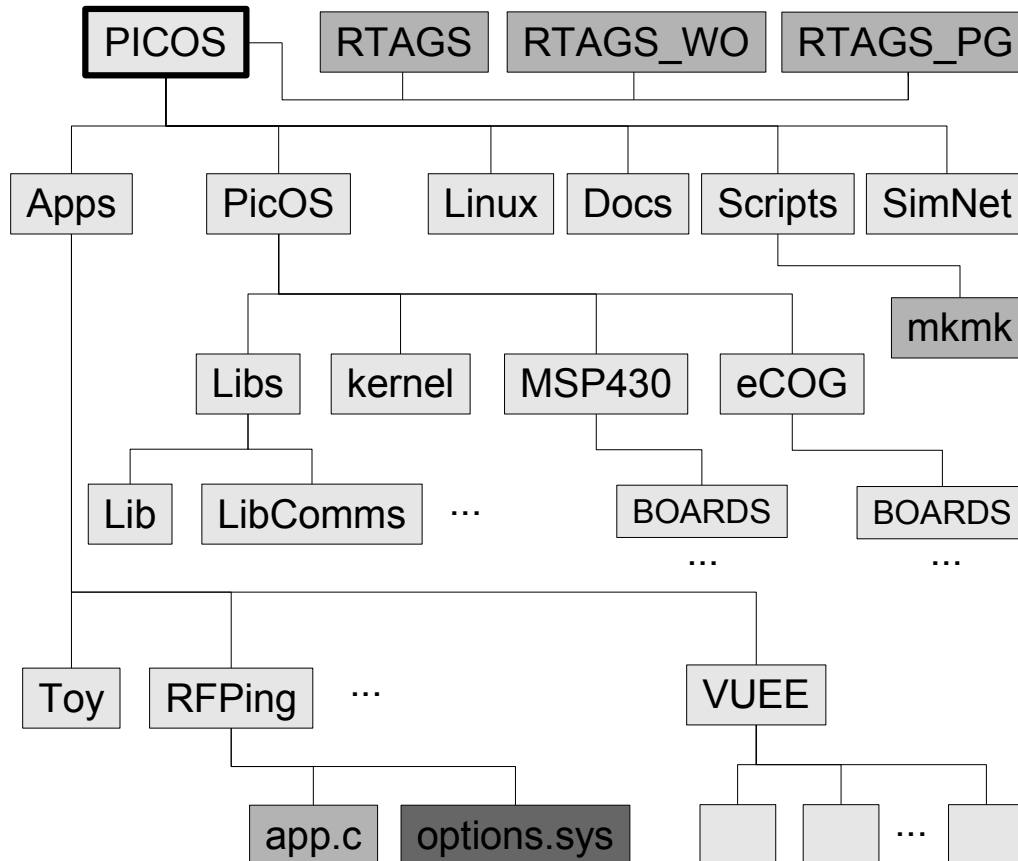 PICOS RTAGS RTAGS_WO RTAGS_PG
Apps PicOS Linux Docs Scripts SimNet
mkmk
Libs kernel MSP430 eCOG
Lib LibComms ... BOARDS BOARDS
... ...
Toy RFPing ... VUEE
app.c options.sys ...